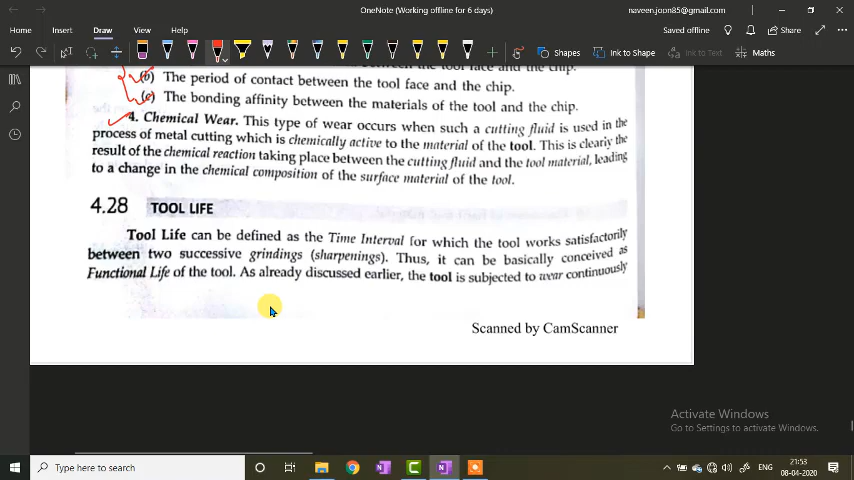 OneNote (Working offline for 6 days)
naveen.joon85@gmail.com
Home
Insert
Draw
View
Help
Saved offline
Share
Shapes
Ink to Shape
Ink to Text
Maths
between the tool face and the chip.
(b) The period of contact between the tool face and the chip.
(c) The bonding affinity between the materials of the tool and the chip.
4. Chemical Wear. This type of wear occurs when such a cutting fluid is used in the
process of metal cutting which is chemically active to the material of the tool. This is clearly the
result of the chemical reaction taking place between the cutting fluid and the tool material, leading
to a change in the chemical composition of the surface material of the tool.
4.28 TOOL LIFE
Tool Life can be defined as the Time Interval for which the tool works satisfactorily
between two successive grindings (sharpenings). Thus, it can be basically conceived as
Functional Life of the tool. As already discussed earlier, the tool is subjected to wear continuously
Scanned by CamScanner
Activate Windows
Go to Settings to activate Windows.
Type here to search
ENG
21:53
08-04-2020